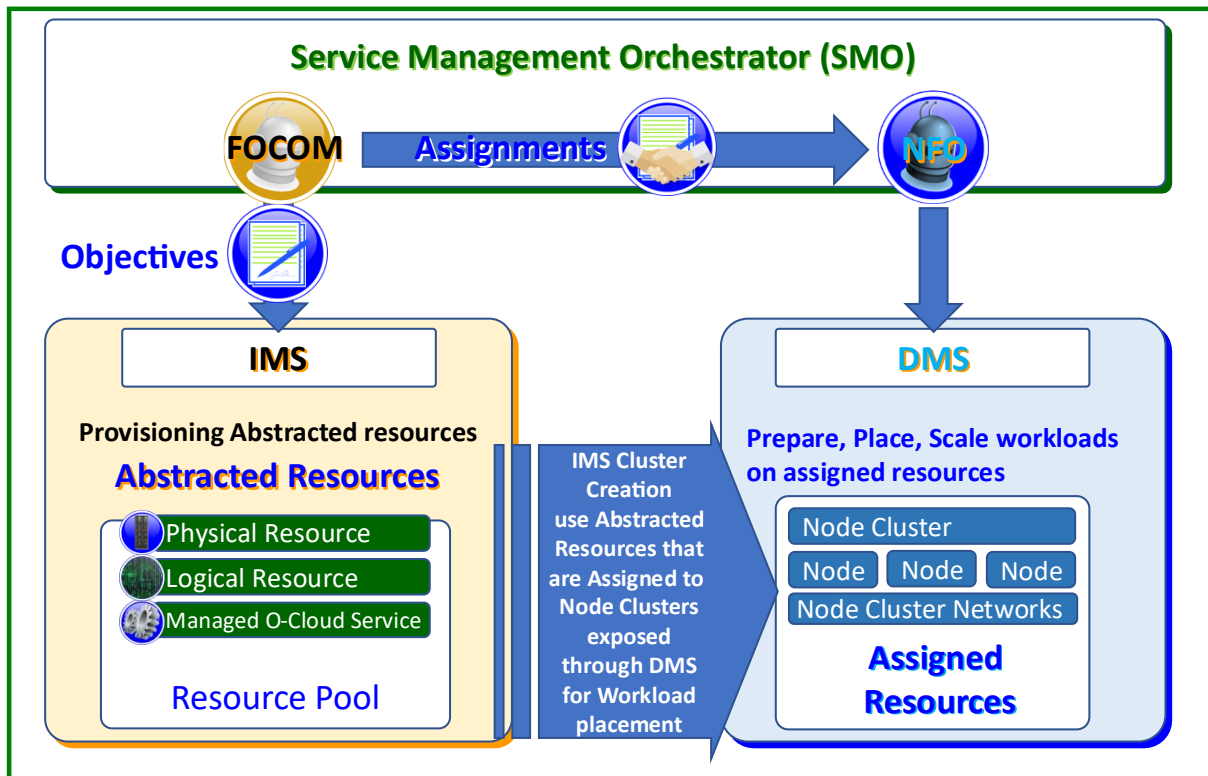 Service Management Orchestrator (SMO)
FOCOM
Assignments
NFO
Objectives
IMS
Provisioning Abstracted resources
Abstracted Resources
Physical Resource
Logical Resource
Managed O-Cloud Service
Resource Pool
IMS Cluster
Creation
use Abstracted
Resources that
are Assigned to
Node Clusters
exposed
through DMS
for Workload
placement
DMS
Prepare, Place, Scale workloads
on assigned resources
Node Cluster
Node Node Node
Node Cluster Networks
Assigned
Resources